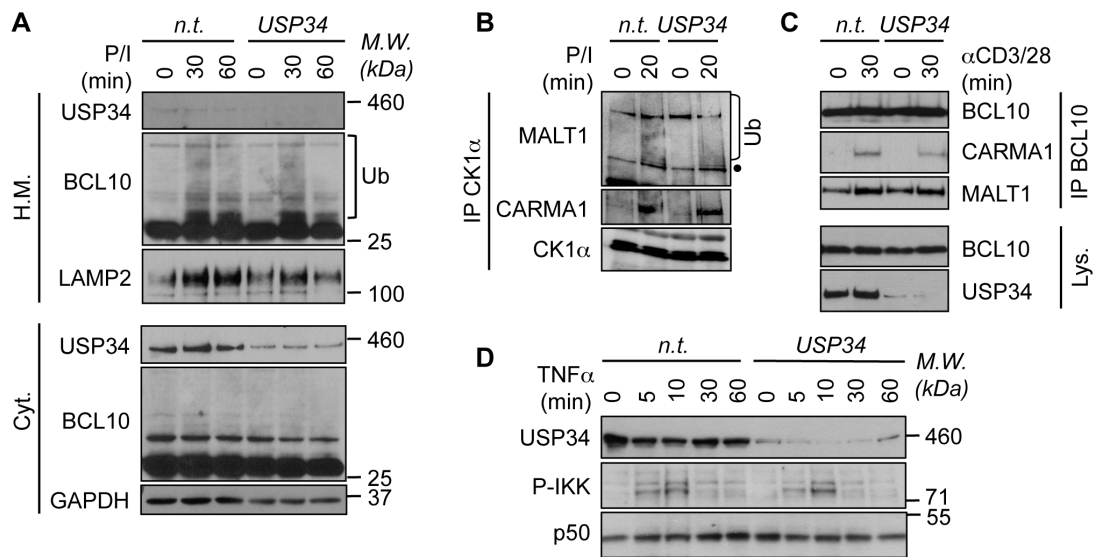 A
n.t. USP34 M.W. (kDa)
P/I (min) 0 30 60 0 30 60
H.M.
USP34 460
BCL10 Ub 25
LAMP2 100
Cyt.
USP34 460
BCL10 25
GAPDH 37
B
n.t. USP34
P/I (min) 0 20 0 20
IP CK1α
MALT1 Ub
•
CARMA1
CK1α
C
n.t. USP34
0 30 0 30 αCD3/28 (min)
BCL10
CARMA1
MALT1
IP BCL10
BCL10
USP34
Lys.
D
n.t. USP34 M.W. (kDa)
TNFα (min) 0 5 10 30 60 0 5 10 30 60
USP34 460
P-IKK 71
55
p50